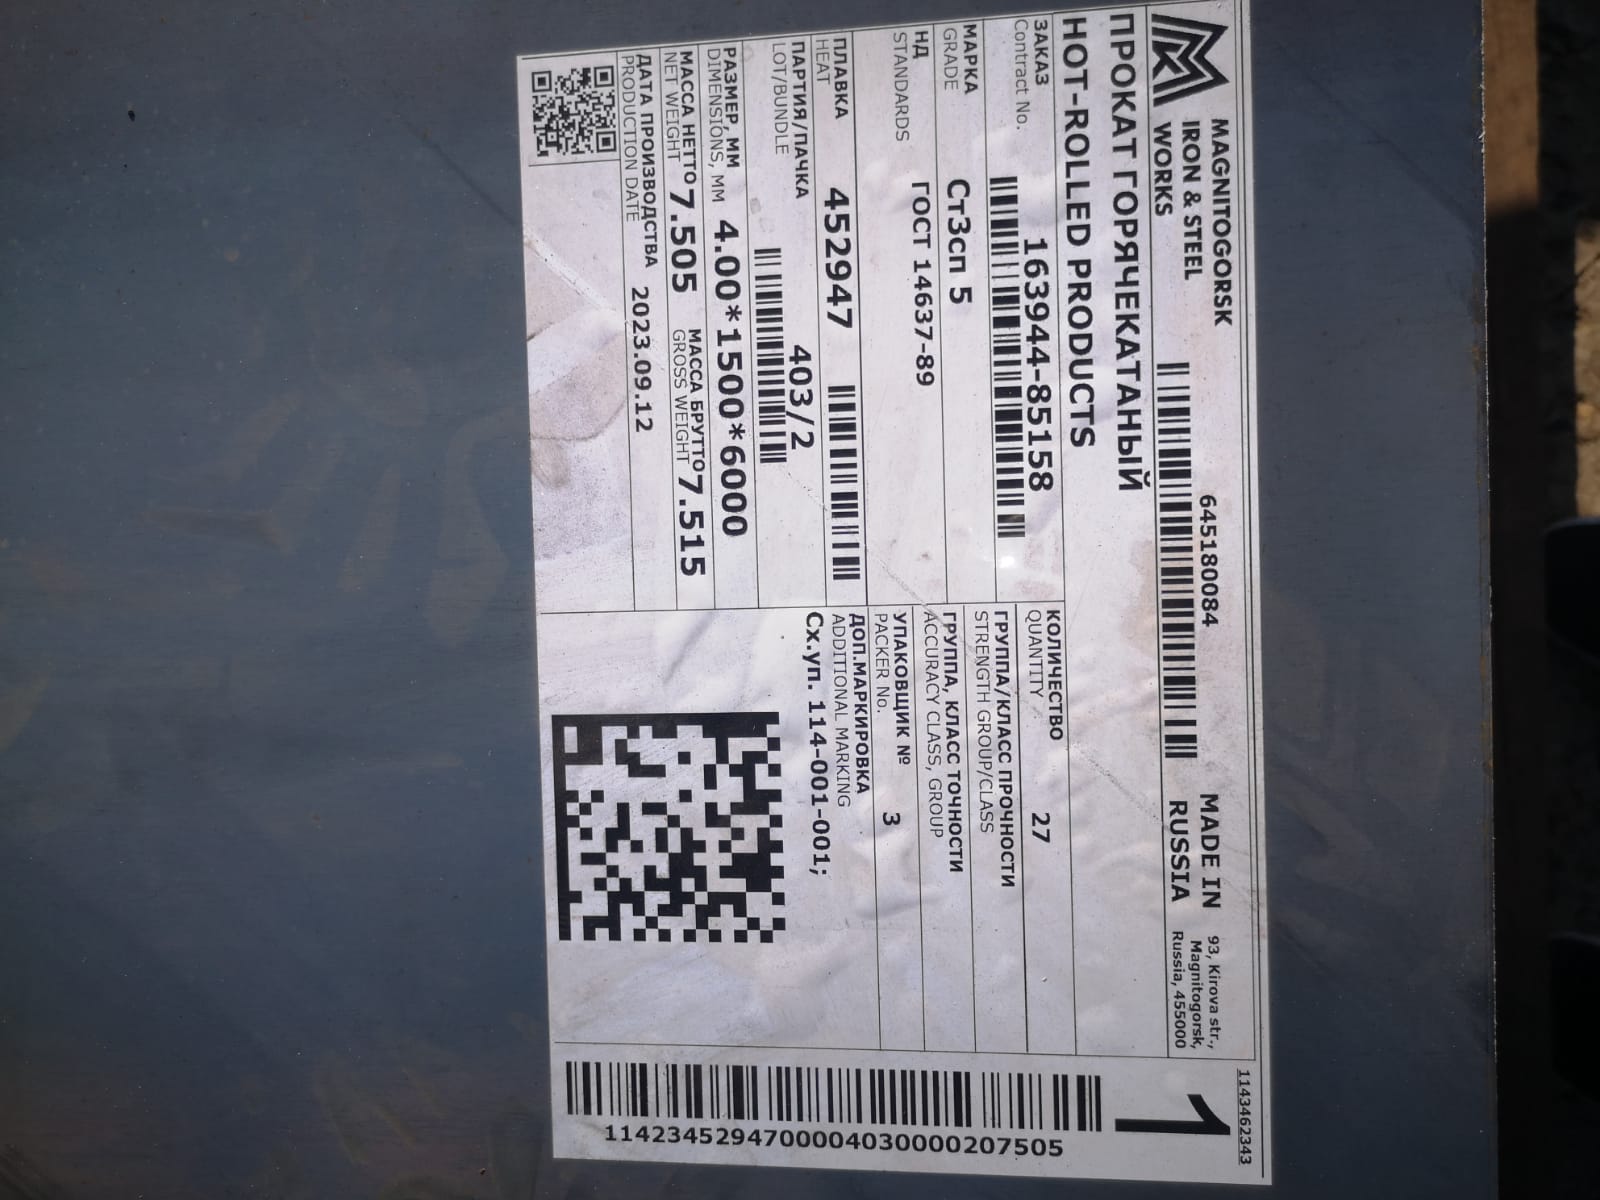 MAGNITOGORSK
IRON & STEEL
WORKS
645180084
MADE IN
RUSSIA
93, Kirova str.,
Magnitogorsk,
Russia, 455000
1143462343
1
ПРОКАТ ГОРЯЧЕКАТАНЫЙ
HOT-ROLLED PRODUCTS
ЗАКАЗ
Contract No.
163944-85158
МАРКА
GRADE
Ст3сп 5
НД
STANDARDS
ГОСТ 14637-89
ПЛАВКА
HEAT
452947
ПАРТИЯ/ПАЧКА
LOT/BUNDLE
403/2
РАЗМЕР, ММ
DIMENSIONS, MM
4.00*1500*6000
МАССА НЕТТО
NET WEIGHT
7.505
МАССА БРУТТО
GROSS WEIGHT
7.515
ДАТА ПРОИЗВОДСТВА
PRODUCTION DATE
2023.09.12
КОЛИЧЕСТВО
QUANTITY
27
ГРУППА/КЛАСС ПРОЧНОСТИ
STRENGTH GROUP/CLASS
ГРУППА, КЛАСС ТОЧНОСТИ
ACCURACY CLASS, GROUP
УПАКОВЩИК №
PACKER No.
3
ДОП.МАРКИРОВКА
ADDITIONAL MARKING
Сх.уп. 114-001-001;
11423452947000040300002075​05